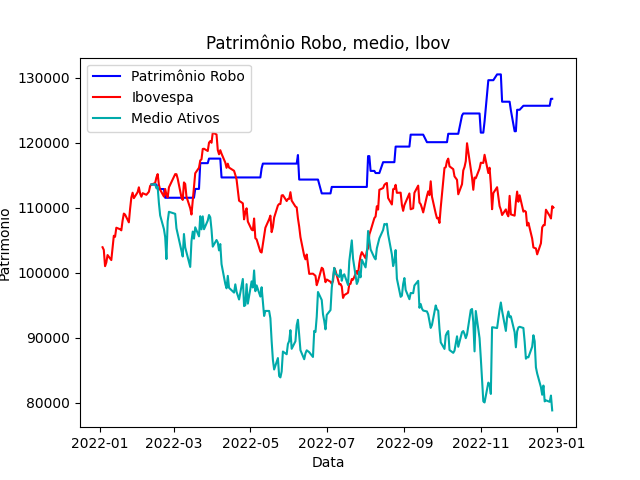 Patrimônio Robo, medio, Ibov
Patrimônio Robo
Ibovespa
Medio Ativos
130000
120000
110000
100000
90000
80000
Patrimonio
2022-01 2022-03 2022-05 2022-07 2022-09 2022-11 2023-01
Data